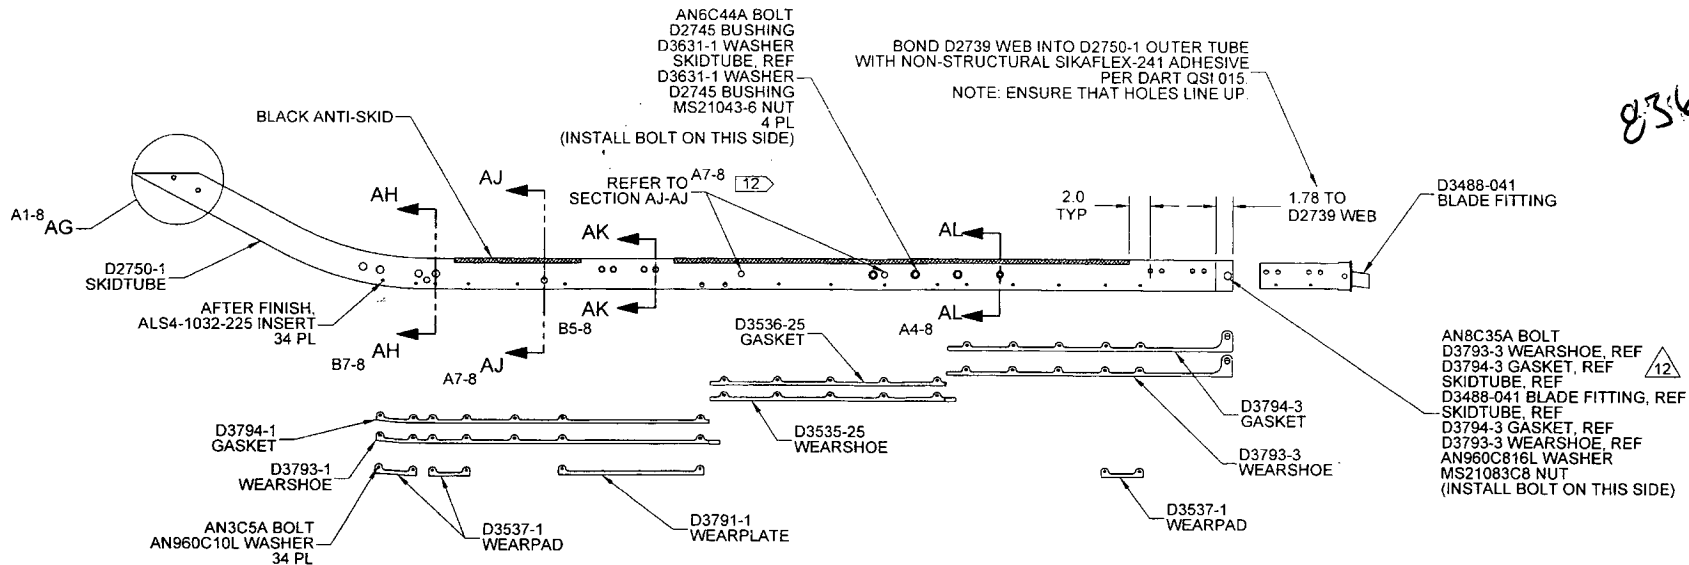 AN6C44A BOLT
D2745 BUSHING
D3631-1 WASHER
SKIDTUBE, REF
D3631-1 WASHER
D2745 BUSHING
MS21043-6 NUT
4 PL
(INSTALL BOLT ON THIS SIDE)
BOND D2739 WEB INTO D2750-1 OUTER TUBE
WITH NON-STRUCTURAL SIKAFLEX-241 ADHESIVE
PER DART QSI 015.
NOTE: ENSURE THAT HOLES LINE UP.
BLACK ANTI-SKID
REFER TO
SECTION AJ-AJ
A7-8
12
2.0
TYP
1.78 TO
D2739 WEB
D3488-041
BLADE FITTING
A1-8
AG
AH
AJ
AK
AL
D2750-1
SKIDTUBE
AFTER FINISH,
ALS4-1032-225 INSERT
34 PL
AH
B7-8
AJ
A7-8
AK
B5-8
AL
A4-8
D3536-25
GASKET
AN8C35A BOLT
D3793-3 WEARSHOE, REF
D3794-3 GASKET, REF
SKIDTUBE, REF
D3488-041 BLADE FITTING, REF
SKIDTUBE, REF
D3794-3 GASKET, REF
D3793-3 WEARSHOE, REF
AN960C816L WASHER
MS21083C8 NUT
(INSTALL BOLT ON THIS SIDE)
12
D3794-1
GASKET
D3793-1
WEARSHOE
D3535-25
WEARSHOE
D3794-3
GASKET
D3793-3
WEARSHOE
AN3C5A BOLT
AN960C10L WASHER
34 PL
D3537-1
WEARPAD
D3791-1
WEARPLATE
D3537-1
WEARPAD